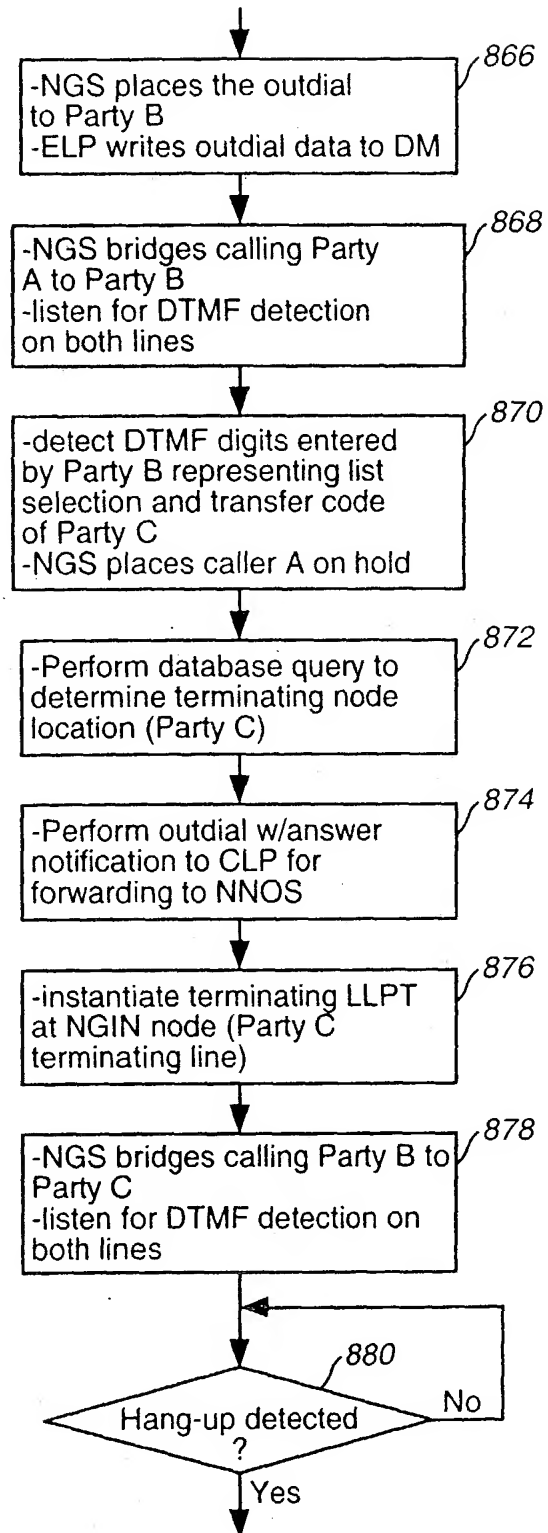 866
-NGS places the outdial
to Party B
-ELP writes outdial data to DM
868
-NGS bridges calling Party
A to Party B
-listen for DTMF detection
on both lines
870
-detect DTMF digits entered
by Party B representing list
selection and transfer code
of Party C
-NGS places caller A on hold
872
-Perform database query to
determine terminating node
location (Party C)
874
-Perform outdial w/answer
notification to CLP for
forwarding to NNOS
876
-instantiate terminating LLPT
at NGIN node (Party C
terminating line)
878
-NGS bridges calling Party B to
Party C
-listen for DTMF detection on
both lines
880
Hang-up detected
?
No
Yes